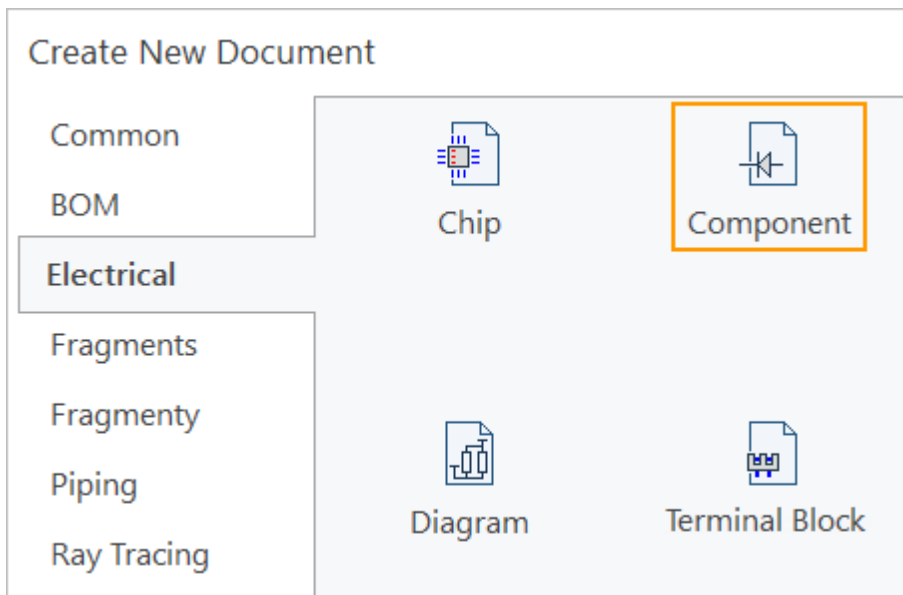 Create New Document
Common
BOM
Electrical
Fragments
Fragmenty
Piping
Ray Tracing
Chip
Component
Diagram
Terminal Block